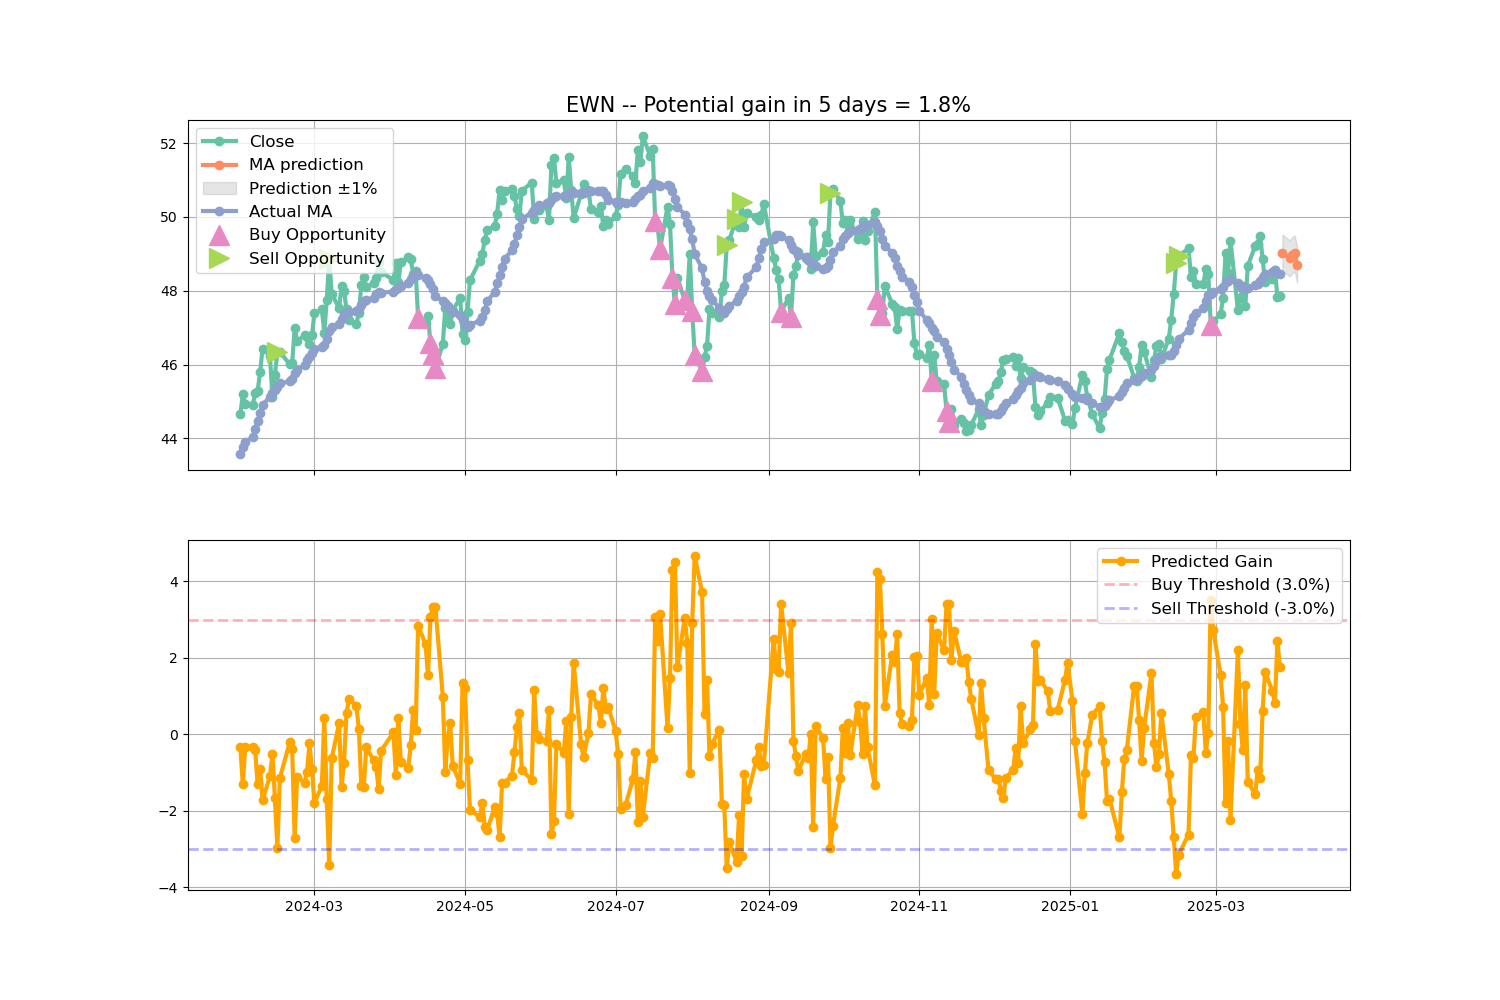 EWN -- Potential gain in 5 days = 1.8%
Close
MA prediction
Prediction ±1%
Actual MA
Buy Opportunity
Sell Opportunity
52
50
48
46
44
Predicted Gain
Buy Threshold (3.0%)
Sell Threshold (-3.0%)
4
2
0
−2
−4
2024-03
2024-05
2024-07
2024-09
2024-11
2025-01
2025-03